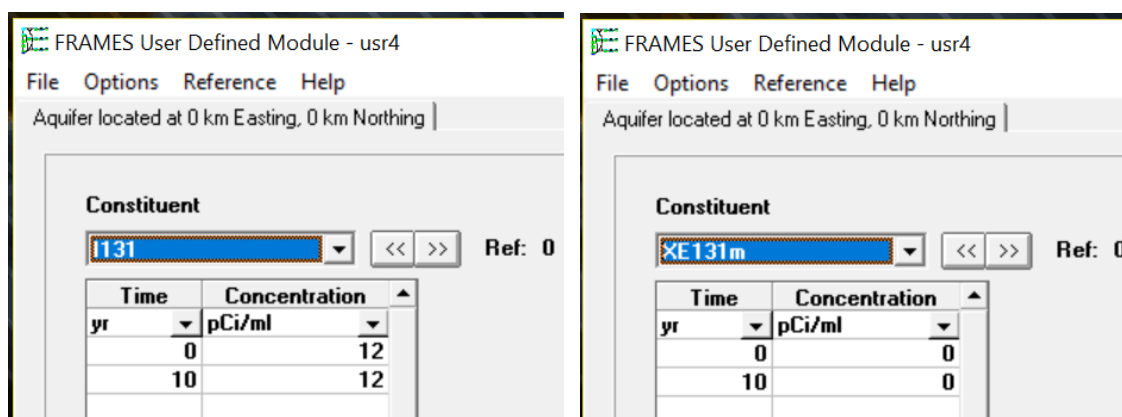 FRAMES User Defined Module - usr4
File Options Reference Help
Aquifer located at 0 km Easting, 0 km Northing
Constituent
I131 << >> Ref: 0
Time Concentration
yr pCi/ml
0 12
10 12
FRAMES User Defined Module - usr4
File Options Reference Help
Aquifer located at 0 km Easting, 0 km Northing
Constituent
XE131m << >> Ref: 0
Time Concentration
yr pCi/ml
0 0
10 0